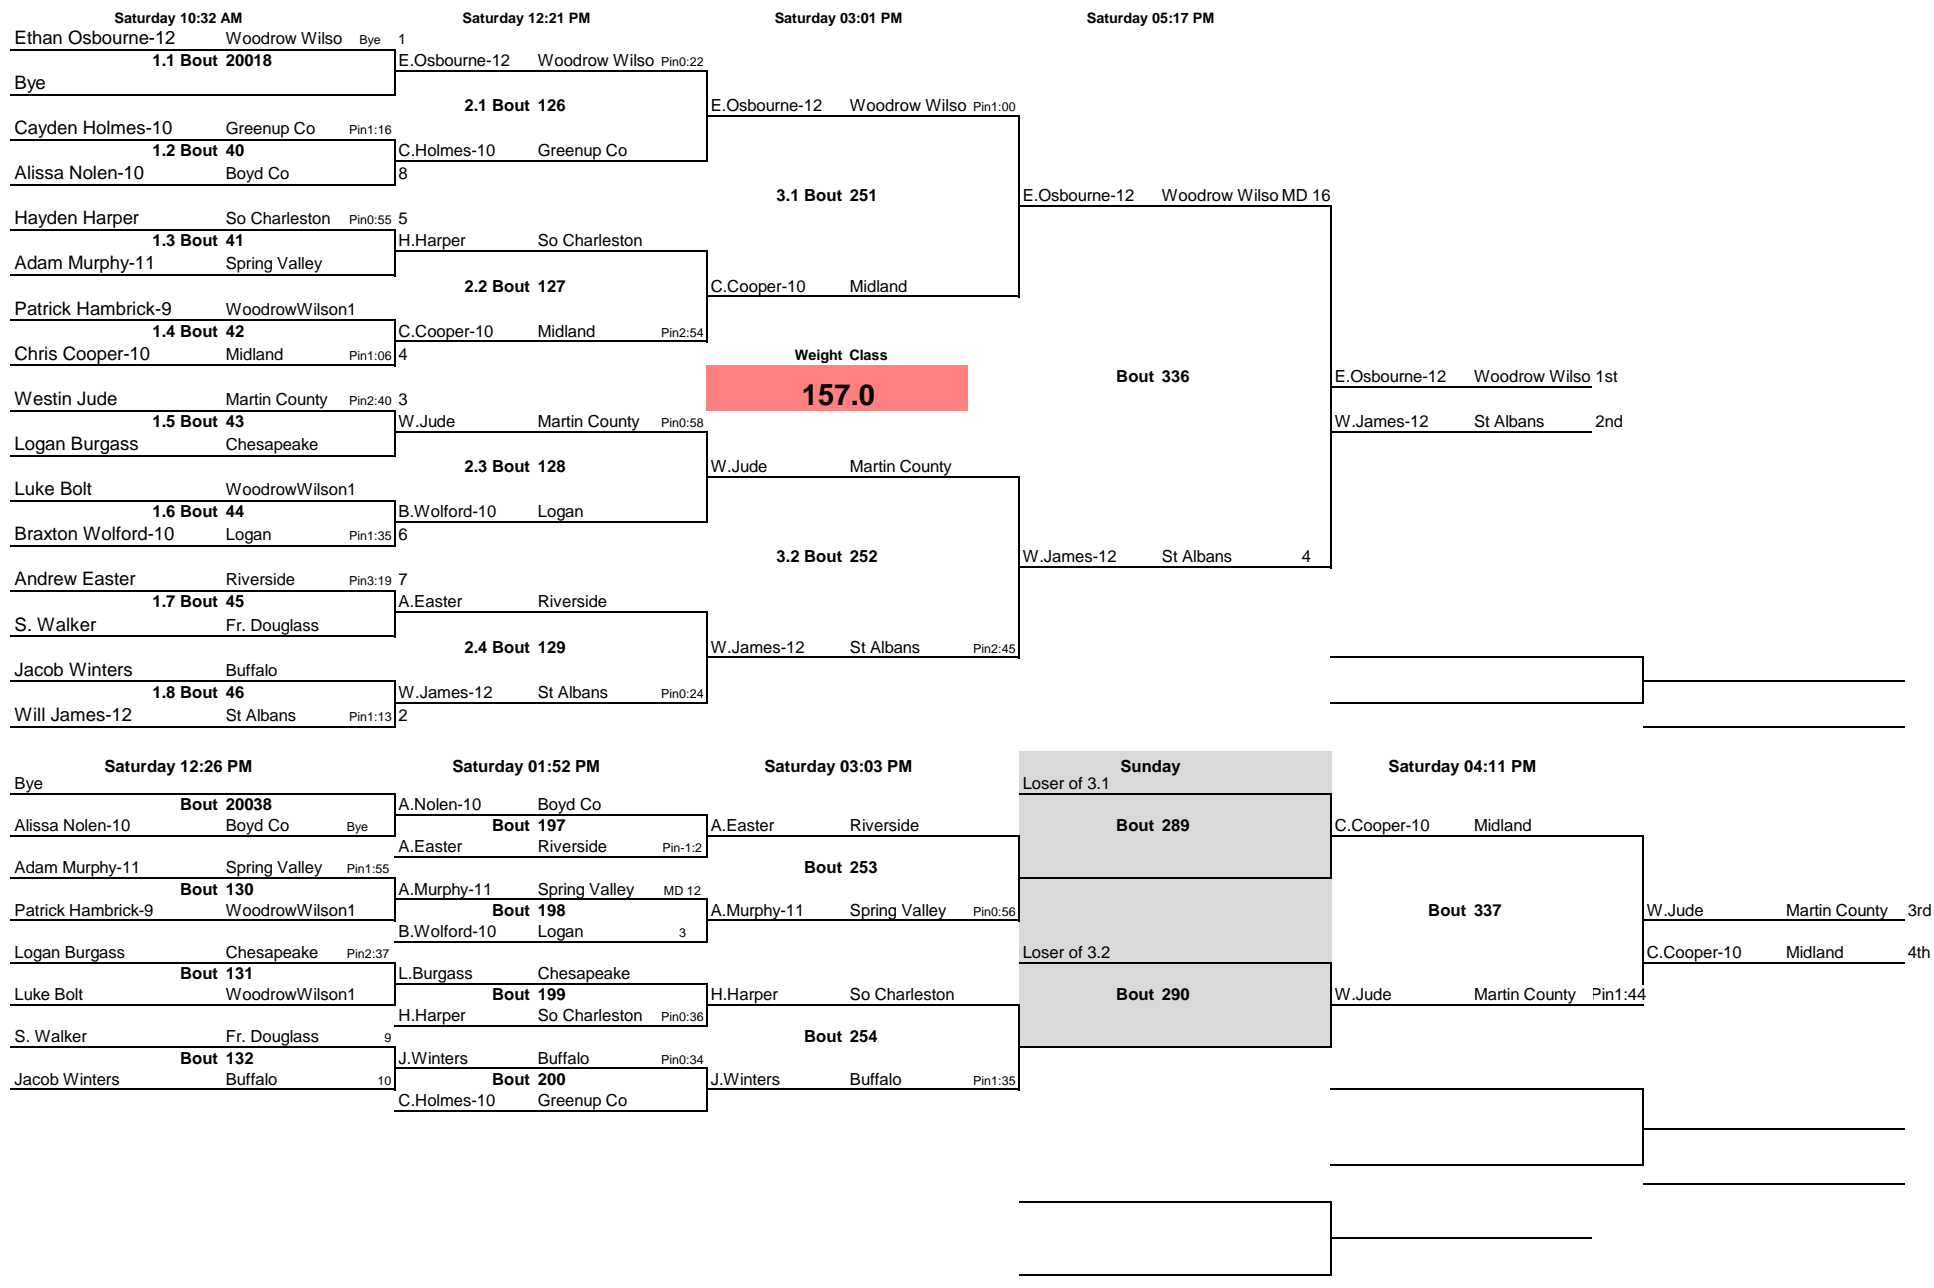 Saturday 10:32 AM Saturday 12:21 PM Saturday 03:01 PM Saturday 05:17 PM
Ethan Osbourne-12 Woodrow Wilso Bye 1
1.1 Bout 20018 E.Osbourne-12 Woodrow Wilso Pin0:22
Bye
2.1 Bout 126 E.Osbourne-12 Woodrow Wilso Pin1:00
Cayden Holmes-10 Greenup Co Pin1:16
1.2 Bout 40 C.Holmes-10 Greenup Co
Alissa Nolen-10 Boyd Co 8
3.1 Bout 251 E.Osbourne-12 Woodrow Wilso MD 16
Hayden Harper So Charleston Pin0:55 5
1.3 Bout 41 H.Harper So Charleston
Adam Murphy-11 Spring Valley
2.2 Bout 127 C.Cooper-10 Midland
Patrick Hambrick-9 WoodrowWilson1
1.4 Bout 42 C.Cooper-10 Midland Pin2:54
Chris Cooper-10 Midland Pin1:06 4
Weight Class
Bout 336 E.Osbourne-12 Woodrow Wilso 1st
157.0
Westin Jude Martin County Pin2:40 3
1.5 Bout 43 W.Jude Martin County Pin0:58
W.James-12 St Albans 2nd
Logan Burgass Chesapeake
2.3 Bout 128 W.Jude Martin County
Luke Bolt WoodrowWilson1
1.6 Bout 44 B.Wolford-10 Logan
Braxton Wolford-10 Logan Pin1:35 6
3.2 Bout 252 W.James-12 St Albans 4
Andrew Easter Riverside Pin3:19 7
1.7 Bout 45 A.Easter Riverside
S. Walker Fr. Douglass
2.4 Bout 129 W.James-12 St Albans Pin2:45
Jacob Winters Buffalo
1.8 Bout 46 W.James-12 St Albans Pin0:24
Will James-12 St Albans Pin1:13 2
Saturday 12:26 PM Saturday 01:52 PM Saturday 03:03 PM Sunday Saturday 04:11 PM
Bye Loser of 3.1
Bout 20038 A.Nolen-10 Boyd Co
Alissa Nolen-10 Boyd Co Bye Bout 197 A.Easter Riverside Bout 289 C.Cooper-10 Midland
A.Easter Riverside Pin-1:2
Adam Murphy-11 Spring Valley Pin1:55 Bout 253
Bout 130 A.Murphy-11 Spring Valley MD 12
Patrick Hambrick-9 WoodrowWilson1 Bout 198 A.Murphy-11 Spring Valley Pin0:56 Bout 337 W.Jude Martin County 3rd
B.Wolford-10 Logan 3
Logan Burgass Chesapeake Pin2:37 Loser of 3.2 C.Cooper-10 Midland 4th
Bout 131 L.Burgass Chesapeake
Luke Bolt WoodrowWilson1 Bout 199 H.Harper So Charleston Bout 290 W.Jude Martin County Pin1:44
H.Harper So Charleston Pin0:36
S. Walker Fr. Douglass 9 Bout 254
Bout 132 J.Winters Buffalo Pin0:34
Jacob Winters Buffalo 10 Bout 200 J.Winters Buffalo Pin1:35
C.Holmes-10 Greenup Co